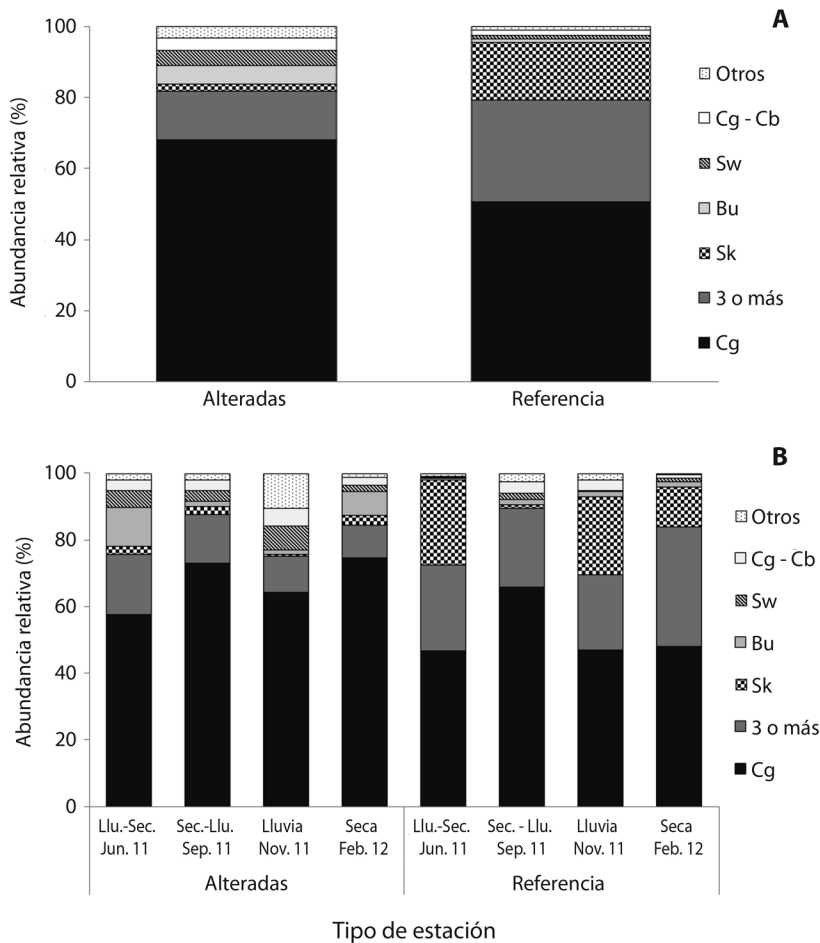 A
100
80
60
40
20
0
Abundancia relativa (%)
Alteradas
Referencia
Otros
Cg - Cb
Sw
Bu
Sk
3 o más
Cg
B
100
80
60
40
20
0
Abundancia relativa (%)
Llu.-Sec.
Jun. 11
Sec.-Llu.
Sep. 11
Lluvia
Nov. 11
Seca
Feb. 12
Llu.-Sec.
Jun. 11
Sec. - Llu.
Sep. 11
Lluvia
Nov. 11
Seca
Feb. 12
Alteradas
Referencia
Otros
Cg - Cb
Sw
Bu
Sk
3 o más
Cg
Tipo de estación